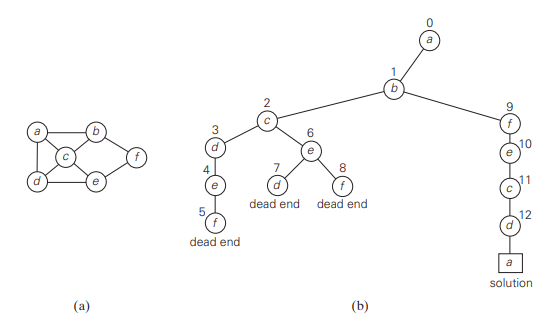 0
a
1
b
2
c
9
f
3
d
6
e
10
e
4
e
7
d
8
f
11
c
5
f
dead end
dead end
12
d
dead end
a
solution
a
b
c
f
d
e
(a)
(b)